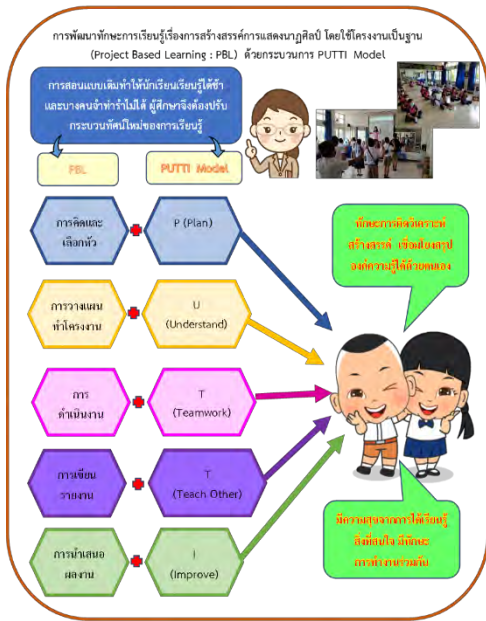 การพัฒนาทักษะการเรียนรู้เรื่องการสร้างสรรค์การแสดงนาฏศิลป์ โดยใช้โครงงานเป็นฐาน
(Project Based Learning : PBL) ด้วยกระบวนการ PUTTI Model
การสอนแบบเดิมทำให้นักเรียนเรียนรู้ได้ช้า
และบางคนจำท่ารำไม่ได้ ผู้ศึกษาจึงต้องปรับ
กระบวนทัศน์ใหม่ของการเรียนรู้
PBL
PUTTI Model
การคิดและ
เลือกหัว
P (Plan)
การวางแผน
ทำโครงงาน
U
(Understand)
การ
ดำเนินงาน
T
(Teamwork)
การเขียน
รายงาน
T
(Teach Other)
การนำเสนอ
ผลงาน
I
(Improve)
ทักษะการคิดวิเคราะห์
สร้างสรรค์ เชื่อมโยงสรุป
องค์ความรู้ได้ด้วยตนเอง
มีความสุขจากการได้เรียนรู้
สิ่งที่สนใจ มีทักษะ
การทำงานร่วมกัน